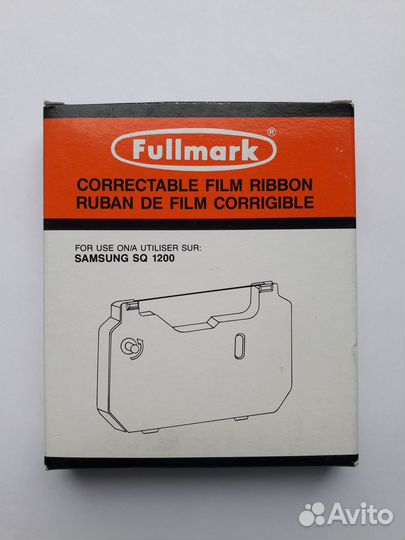 Fullmark®
CORRECTABLE FILM RIBBON
RUBAN DE FILM CORRIGIBLE
FOR USE ON/A UTILISER SUR:
SAMSUNG SQ 1200
Avito